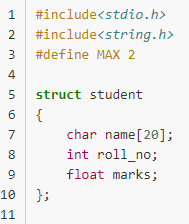 1 #include<stdio.h>
2 #include<string.h>
3 #define MAX 2
4
5 struct student
6 {
7     char name[20];
8     int roll_no;
9     float marks;
10 };
11